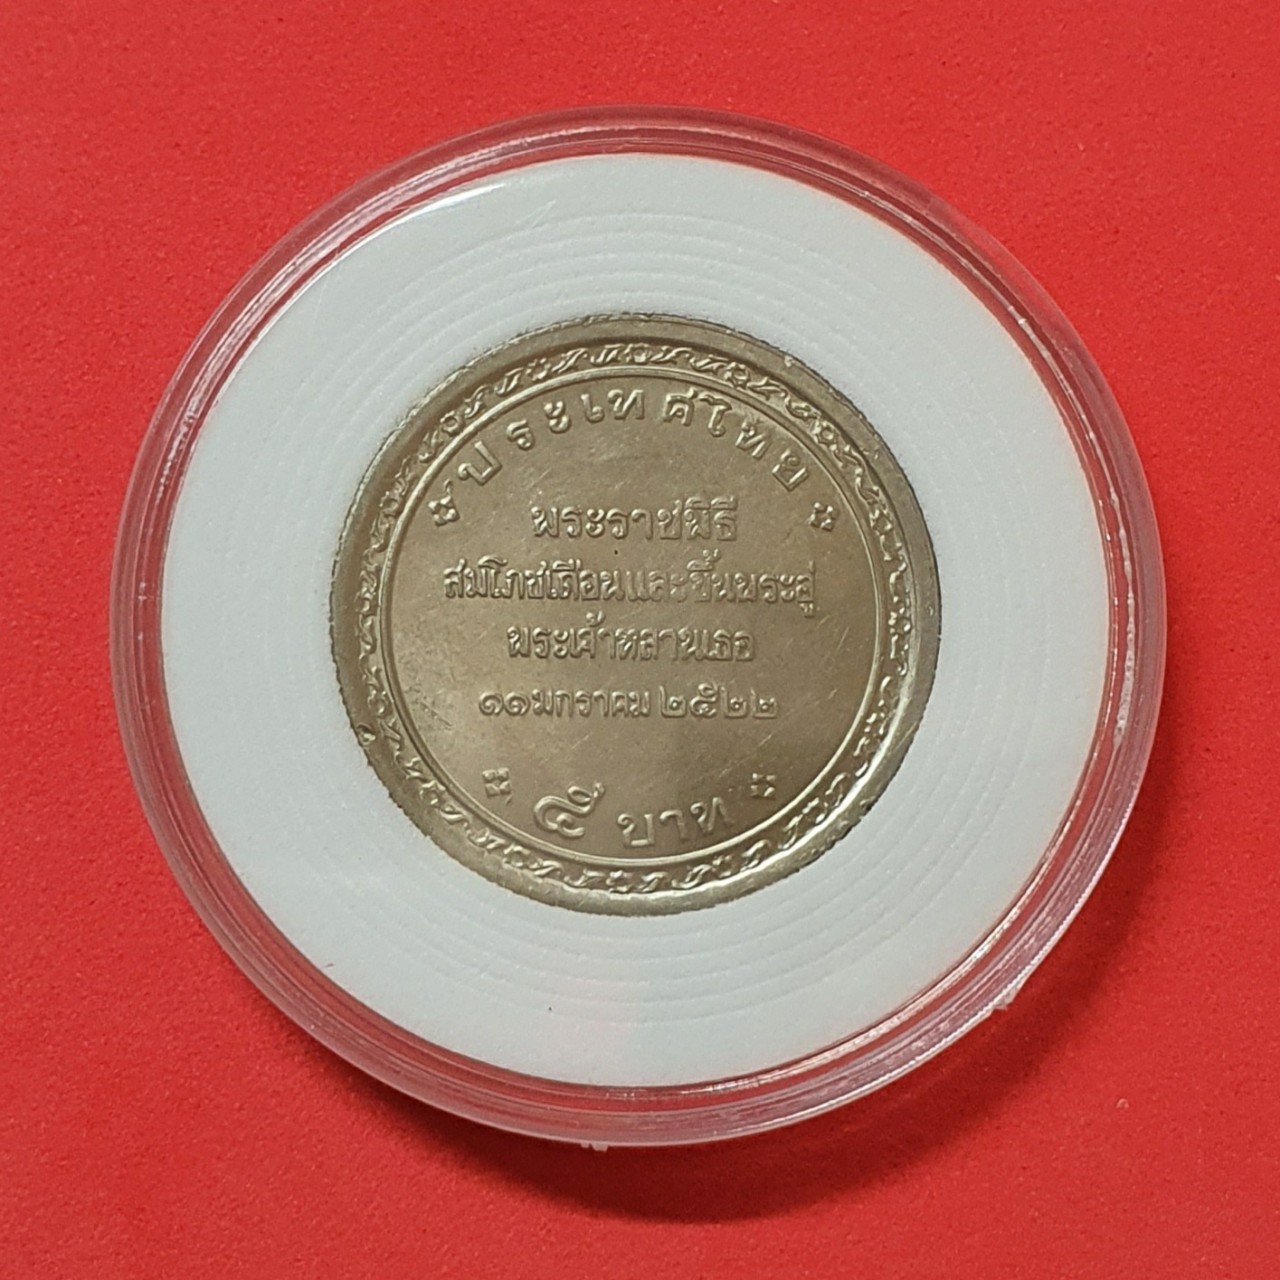 ประเทศไทย
พระราชพิธี
สมโภชเดือนและขึ้นพระอู่
พระเจ้าหลานเธอ
๑๑ มกราคม ๒๕๒๒
๕ บาท